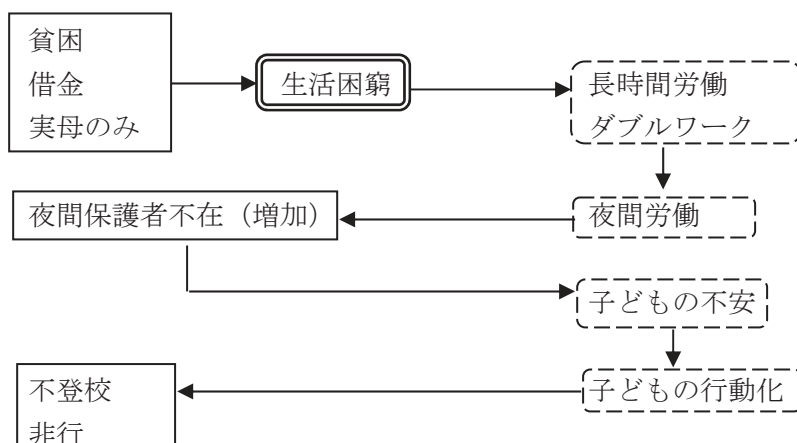 貧困
借金
実母のみ
生活困窮
長時間労働
ダブルワーク
夜間保護者不在（増加）
夜間労働
子どもの不安
不登校
非行
子どもの行動化